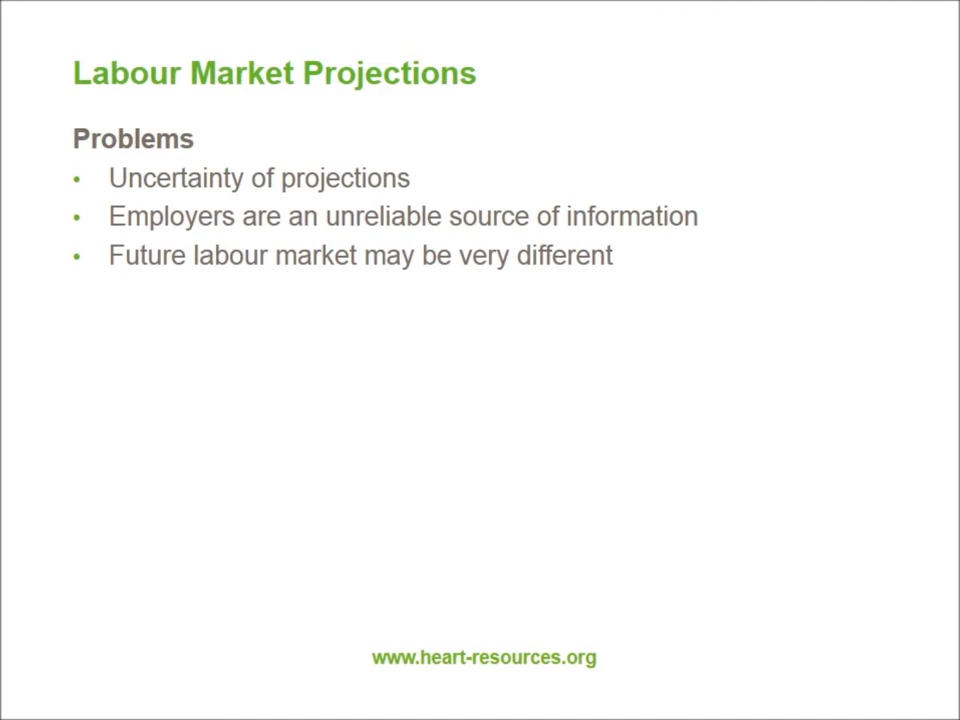 Labour Market Projections
Problems
• Uncertainty of projections
• Employers are an unreliable source of information
• Future labour market may be very different
www.heart-resources.org